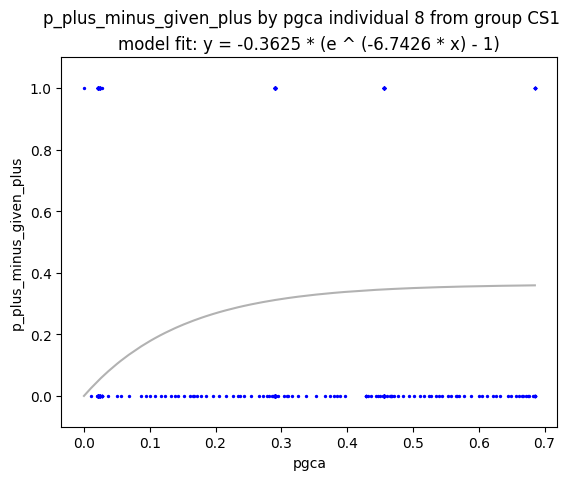 p_plus_minus_given_plus by pgca individual 8 from group CS1
model fit: y = -0.3625 * (e ^ (-6.7426 * x) - 1)
1.0
0.8
0.6
0.4
0.2
0.0
p_plus_minus_given_plus
0.0 0.1 0.2 0.3 0.4 0.5 0.6 0.7
pgca